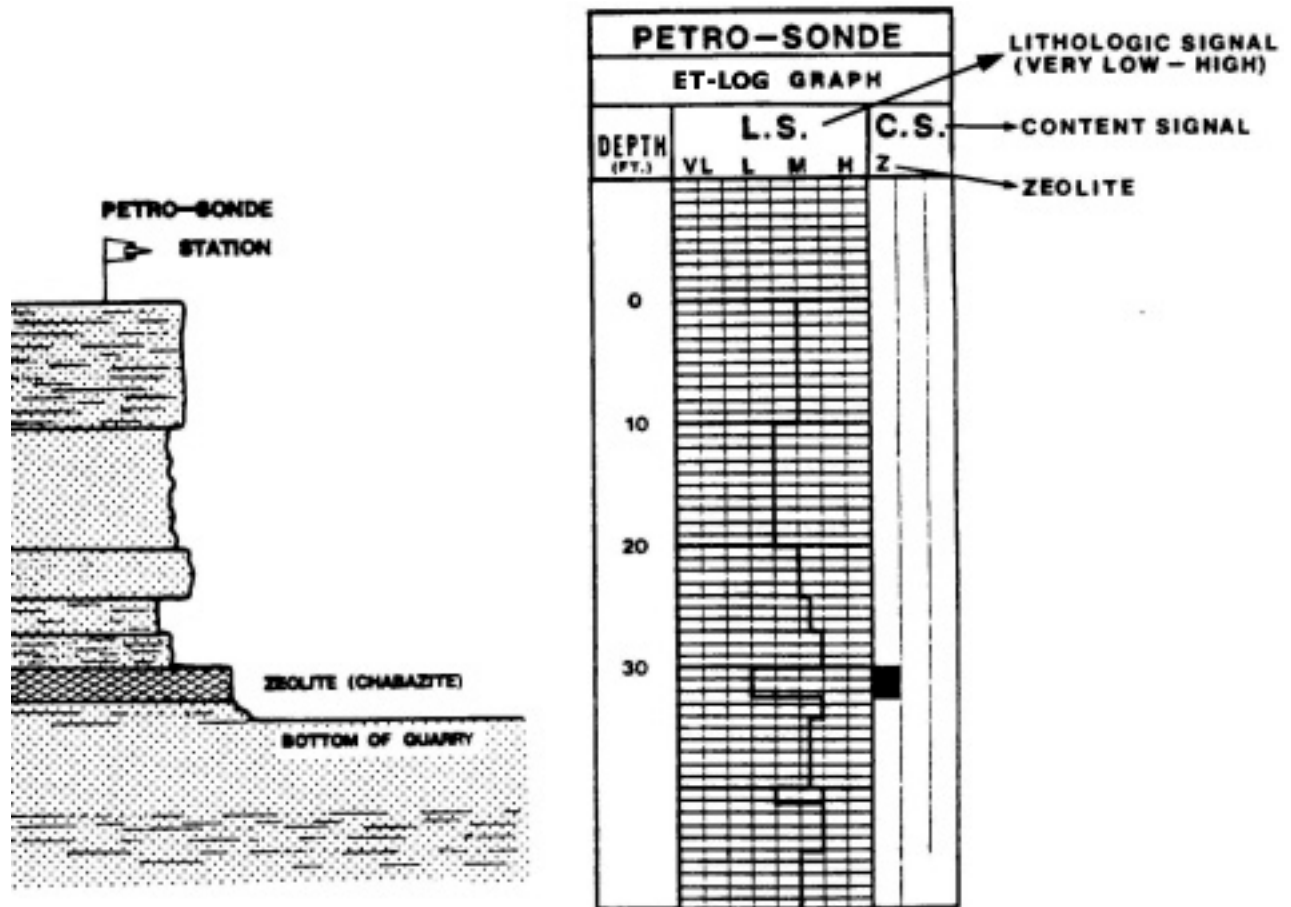 PETRO-SONDE
STATION
ZEOLITE (CHABAZITE)
BOTTOM OF QUARRY
PETRO-SONDE
ET-LOG GRAPH
DEPTH
(FT.)
L.S.
VL L M H
C.S.
Z
0
10
20
30
LITHOLOGIC SIGNAL
(VERY LOW - HIGH)
CONTENT SIGNAL
ZEOLITE